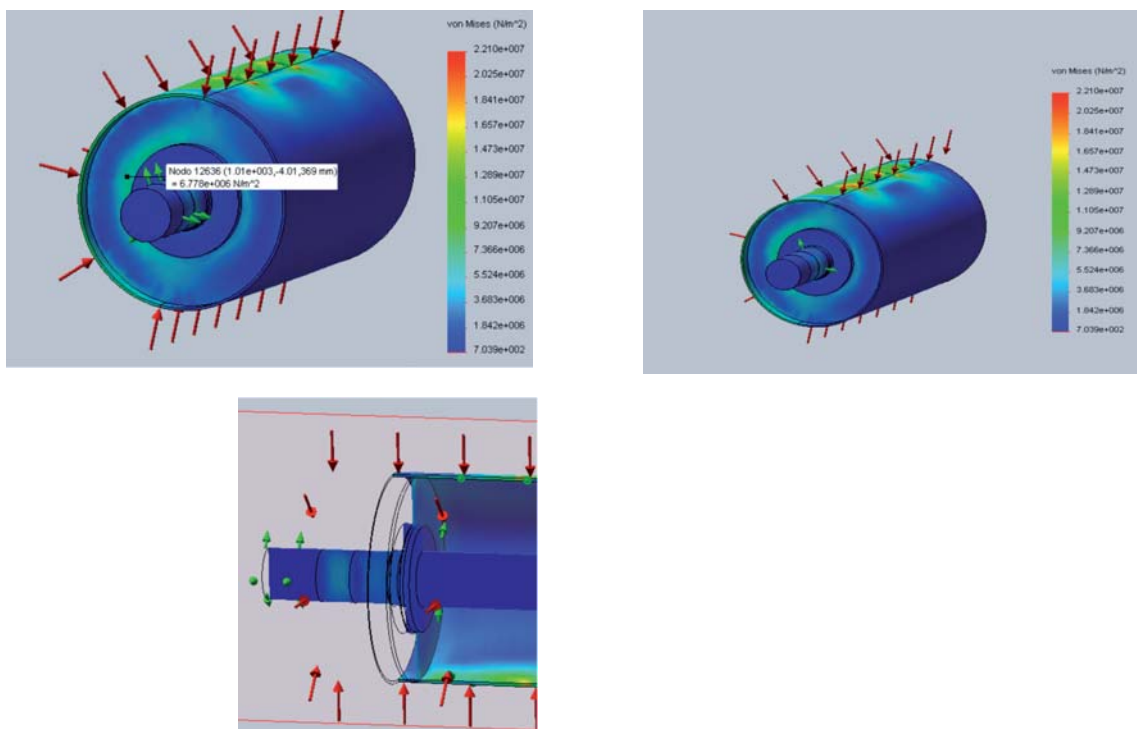 von Mises (N/m^2)
2.210e+007
2.025e+007
1.841e+007
1.657e+007
1.473e+007
1.289e+007
1.105e+007
9.207e+006
7.366e+006
5.524e+006
3.683e+006
1.842e+006
7.039e+002
Nodo 12636 (1.01e+003,-4.01,369 mm)
= 6.778e+006 N/m^2
von Mises (N/m^2)
2.210e+007
2.025e+007
1.841e+007
1.657e+007
1.473e+007
1.289e+007
1.105e+007
9.207e+006
7.366e+006
5.524e+006
3.683e+006
1.842e+006
7.039e+002